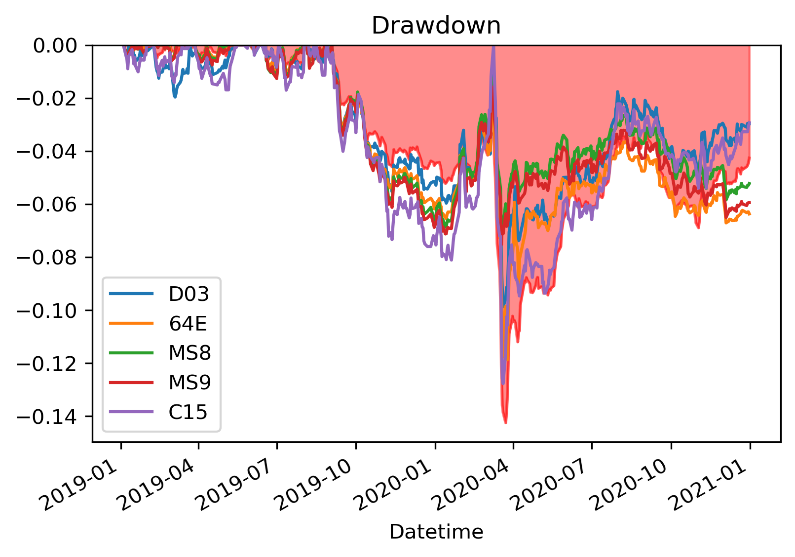 Drawdown
0.00
−0.02
−0.04
−0.06
−0.08
−0.10
−0.12
−0.14
D03
64E
MS8
MS9
C15
2019-01
2019-04
2019-07
2019-10
2020-01
2020-04
2020-07
2020-10
2021-01
Datetime